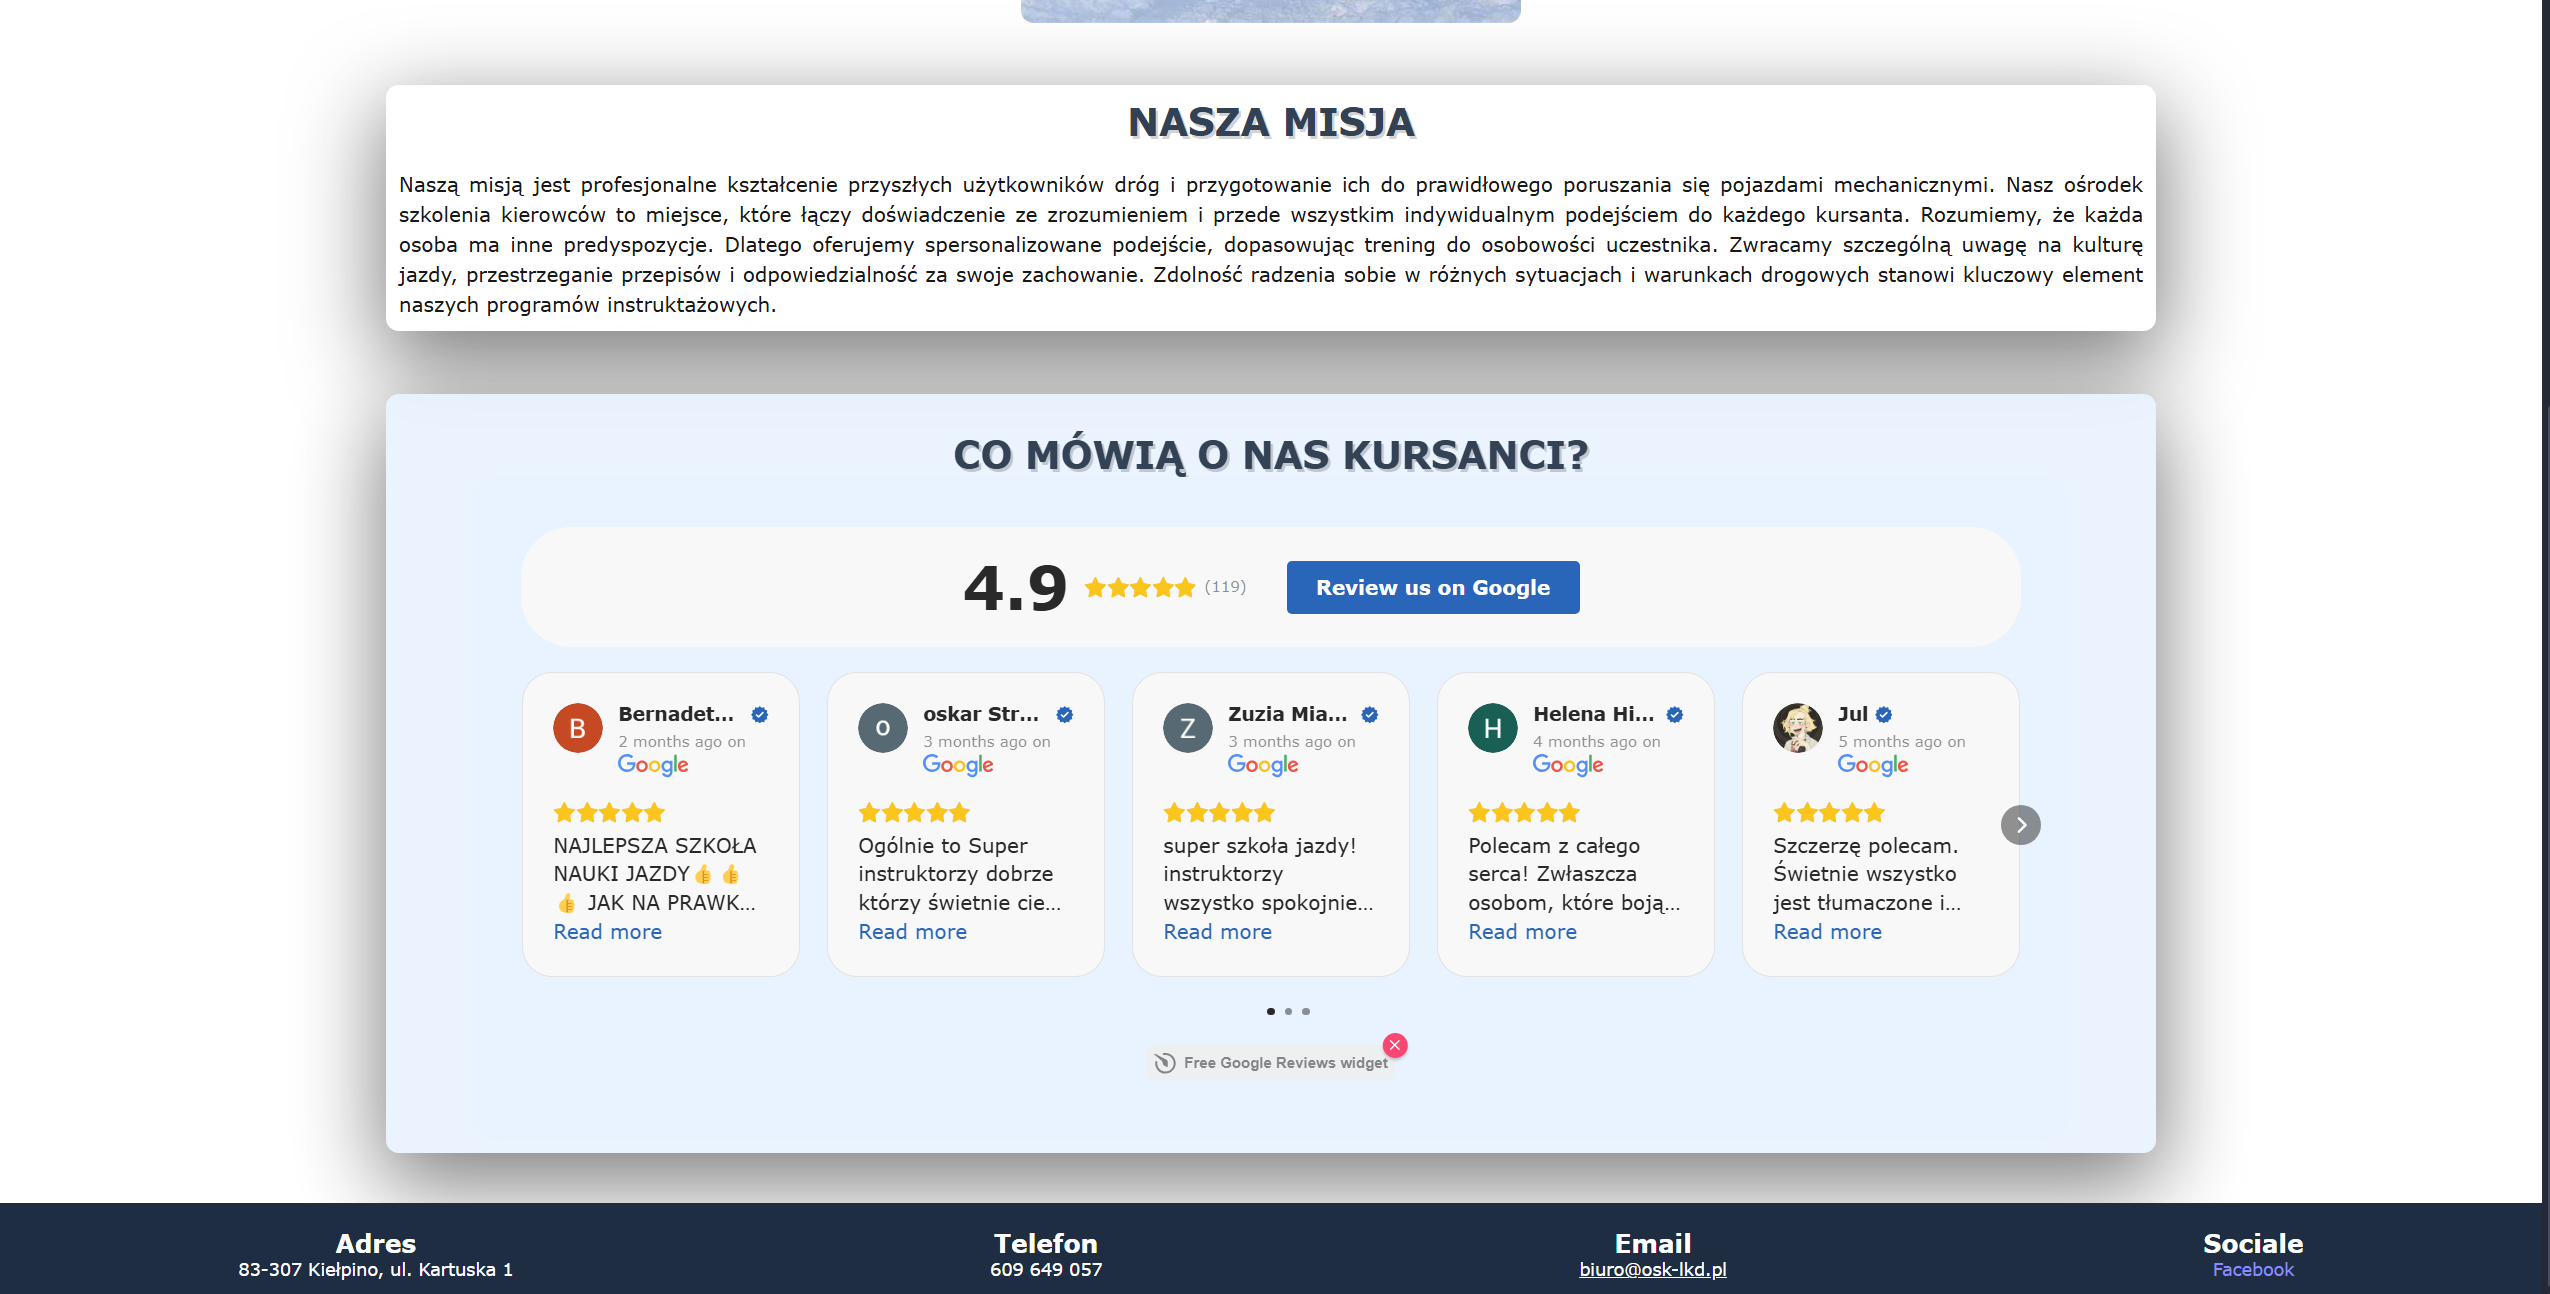 NASZA MISJA
Naszą misją jest profesjonalne kształcenie przyszłych użytkowników dróg i przygotowanie ich do prawidłowego poruszania się pojazdami mechanicznymi. Nasz ośrodek
szkolenia kierowców to miejsce, które łączy doświadczenie ze zrozumieniem i przede wszystkim indywidualnym podejściem do każdego kursanta. Rozumiemy, że każda
osoba ma inne predyspozycje. Dlatego oferujemy spersonalizowane podejście, dopasowując trening do osobowości uczestnika. Zwracamy szczególną uwagę na kulturę
jazdy, przestrzeganie przepisów i odpowiedzialność za swoje zachowanie. Zdolność radzenia sobie w różnych sytuacjach i warunkach drogowych stanowi kluczowy element
naszych programów instruktażowych.
CO MÓWIĄ O NAS KURSANCI?
4.9 (119) Review us on Google
B
Bernadet...
2 months ago on
Google
NAJLEPSZA SZKOŁA
NAUKI JAZDY👍👍
👍 JAK NA PRAWK...
Read more
o
oskar Str...
3 months ago on
Google
Ogólnie to Super
instruktorzy dobrze
którzy świetnie cie...
Read more
Z
Zuzia Mia...
3 months ago on
Google
super szkoła jazdy!
instruktorzy
wszystko spokojnie...
Read more
H
Helena Hi...
4 months ago on
Google
Polecam z całego
serca! Zwłaszcza
osobom, które boją...
Read more
Jul
5 months ago on
Google
Szczerzę polecam.
Świetnie wszystko
jest tłumaczone i...
Read more
Free Google Reviews widget
Adres
83-307 Kiełpino, ul. Kartuska 1
Telefon
609 649 057
Email
biuro@osk-lkd.pl
Sociale
Facebook